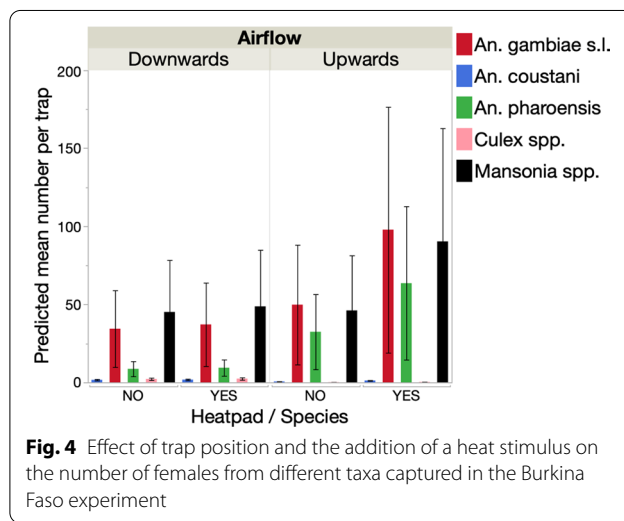 Airflow
Downwards Upwards
An. gambiae s.l.
An. coustani
An. pharoensis
Culex spp.
Mansonia spp.
Predicted mean number per trap
200
150
100
50
0
NO YES NO YES
Heatpad / Species
Fig. 4 Effect of trap position and the addition of a heat stimulus on
the number of females from different taxa captured in the Burkina
Faso experiment